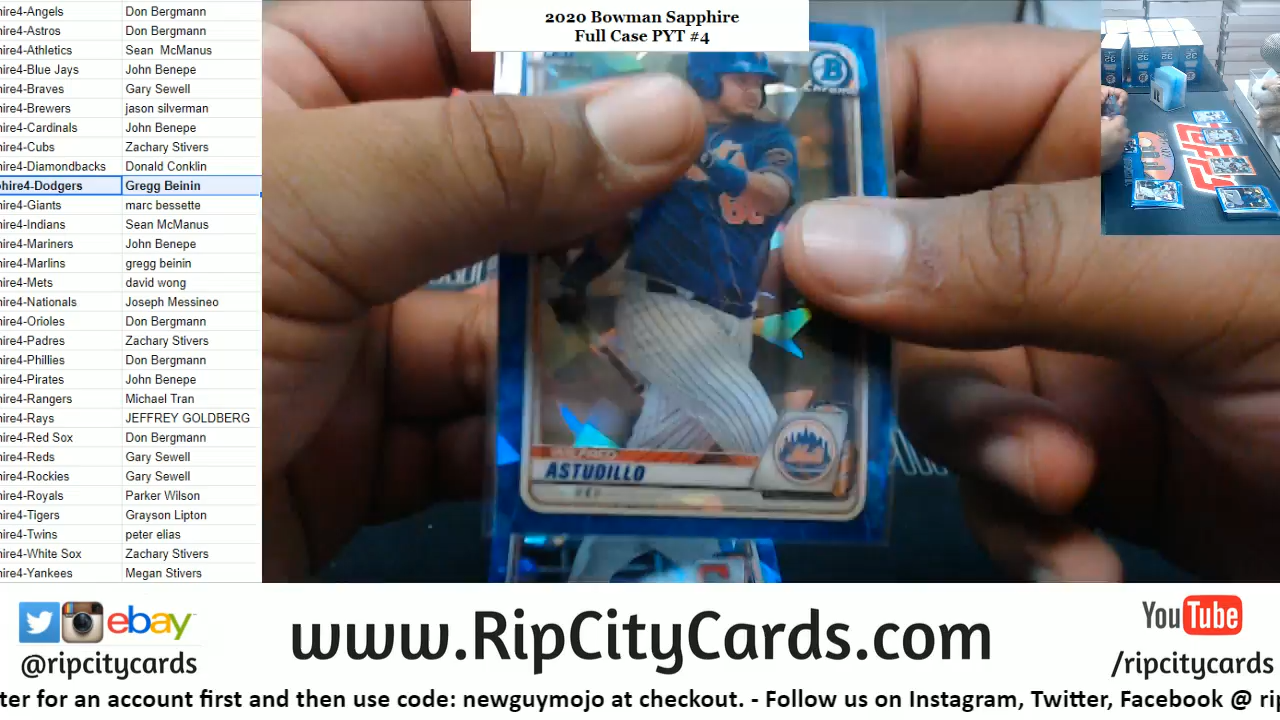 2020 Bowman Sapphire
Full Case PYT #4
hire4-Angels Don Bergmann
hire4-Astros Don Bergmann
hire4-Athletics Sean McManus
hire4-Blue Jays John Benepe
hire4-Braves Gary Sewell
hire4-Brewers jason silverman
hire4-Cardinals John Benepe
hire4-Cubs Zachary Stivers
hire4-Diamondbacks Donald Conklin
phire4-Dodgers Gregg Beinin
hire4-Giants marc bessette
hire4-Indians Sean McManus
hire4-Mariners John Benepe
hire4-Marlins gregg beinin
hire4-Mets david wong
hire4-Nationals Joseph Messineo
hire4-Orioles Don Bergmann
hire4-Padres Zachary Stivers
hire4-Phillies Don Bergmann
hire4-Pirates John Benepe
hire4-Rangers Michael Tran
hire4-Rays JEFFREY GOLDBERG
hire4-Red Sox Don Bergmann
hire4-Reds Gary Sewell
hire4-Rockies Gary Sewell
hire4-Royals Parker Wilson
hire4-Tigers Grayson Lipton
hire4-Twins peter elias
hire4-White Sox Zachary Stivers
hire4-Yankees Megan Stivers
B
Chrome
WILFRED
ASTUDILLO
TOPPS
ebay
@ripcitycards
www.RipCityCards.com
YouTube
/ripcitycards
ter for an account first and then use code: newguymojo at checkout. - Follow us on Instagram, Twitter, Facebook @ rip